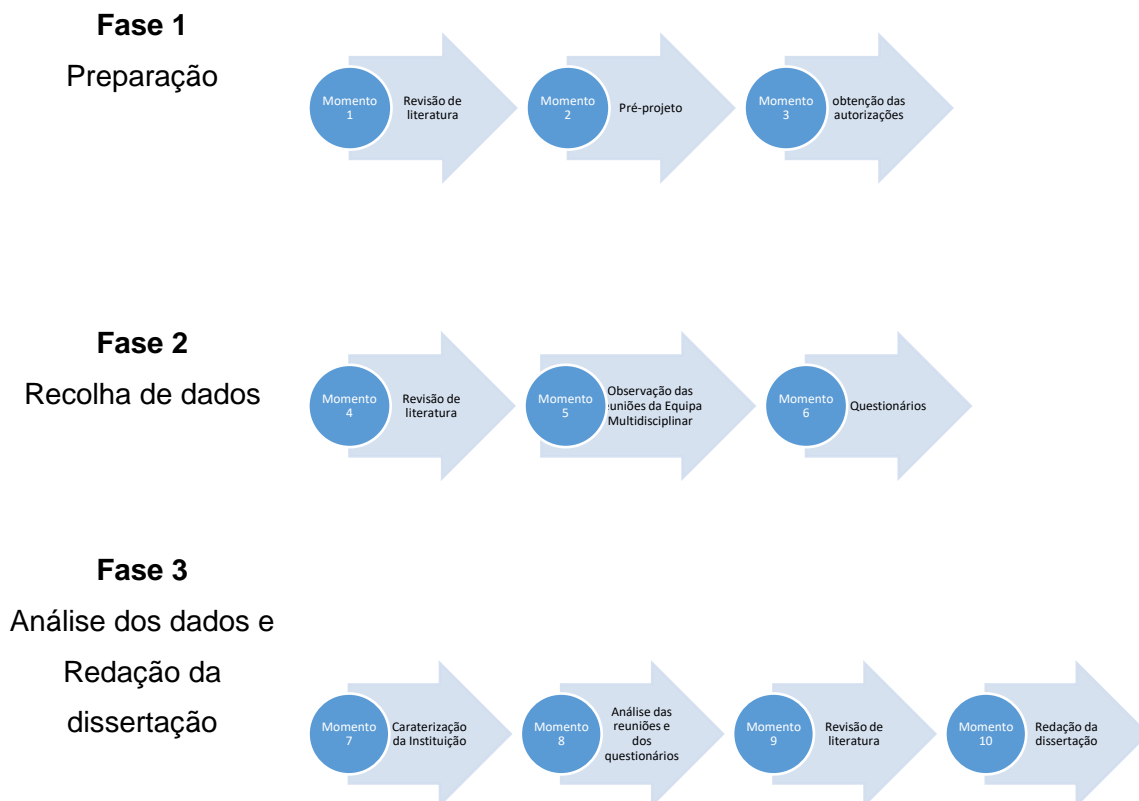 Fase 1
Preparação
Momento
1
Revisão de
literatura
Momento
2
Pré-projeto
Momento
3
obtenção das
autorizações
Fase 2
Recolha de dados
Momento
4
Revisão de
literatura
Momento
5
Observação das
euniões da Equipa
Multidisciplinar
Momento
6
Questionários
Fase 3
Análise dos dados e
Redação da
dissertação
Momento
7
Caraterização
da Instituição
Momento
8
Análise das
reuniões e
dos
questionários
Momento
9
Revisão de
literatura
Momento
10
Redação da
dissertação